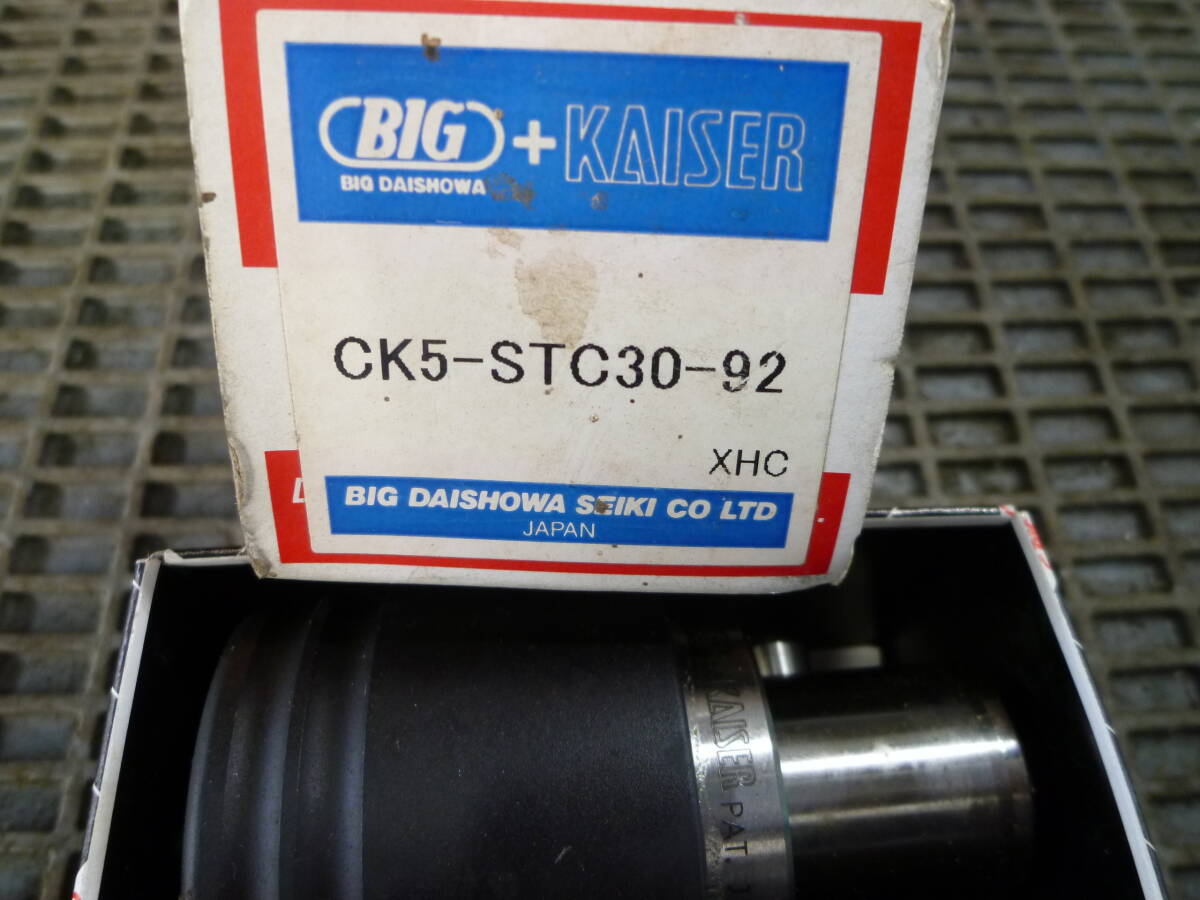 BIG + KAISER
BIG DAISHOWA
CK5-STC30-92
XHC
BIG DAISHOWA SEIKI CO LTD
JAPAN
KAISER PAT.